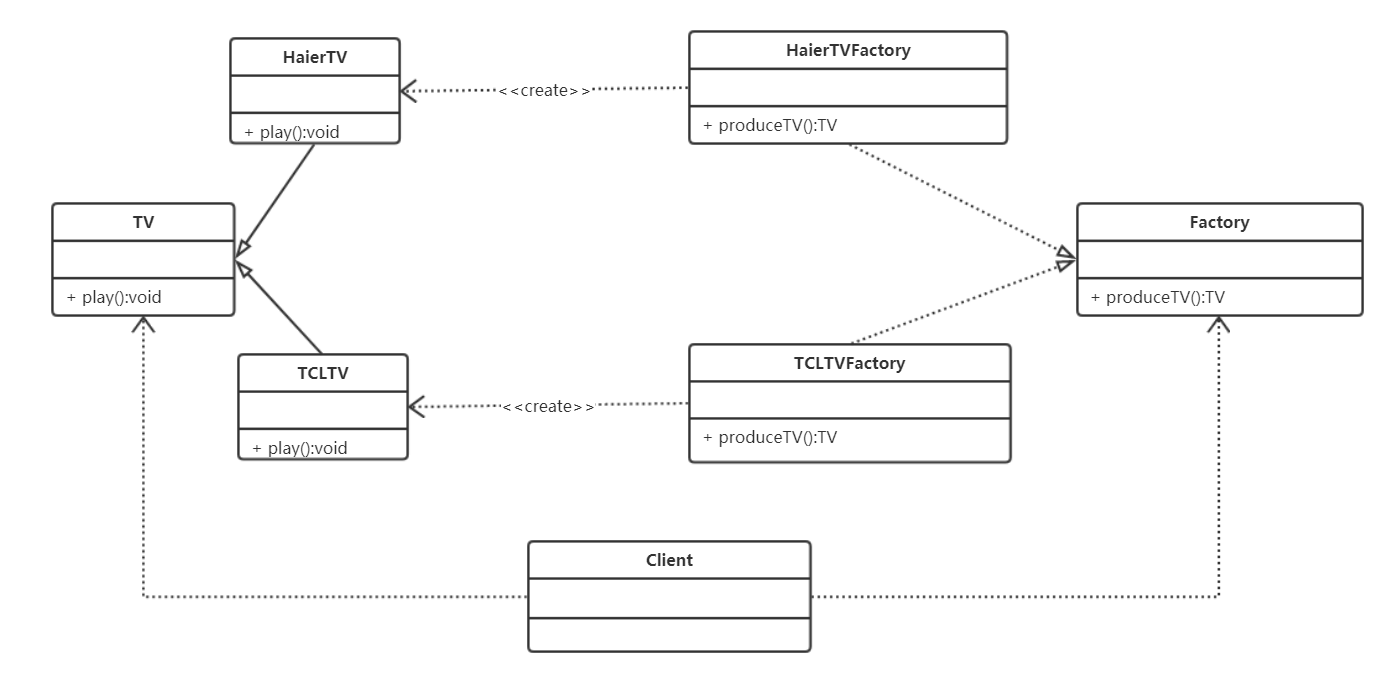 HaierTV
+ play():void
<<create>>
HaierTVFactory
+ produceTV():TV
TV
+ play():void
Factory
+ produceTV():TV
TCLTV
+ play():void
<<create>>
TCLTVFactory
+ produceTV():TV
Client